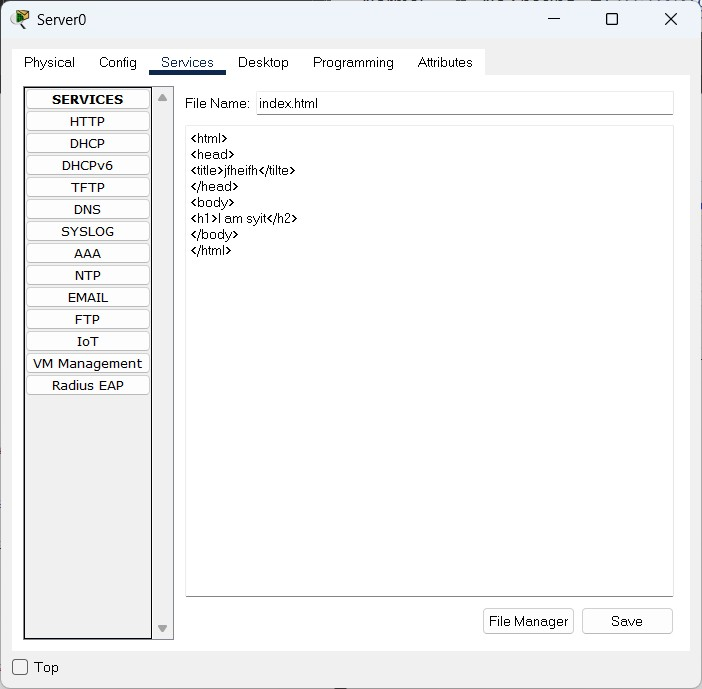 Server0
Physical Config Services Desktop Programming Attributes
SERVICES
HTTP
DHCP
DHCPv6
TFTP
DNS
SYSLOG
AAA
NTP
EMAIL
FTP
IoT
VM Management
Radius EAP
File Name: index.html
<html>
<head>
<title>jfheifh</tilte>
</head>
<body>
<h1>I am syit</h2>
</body>
</html>
File Manager Save
Top